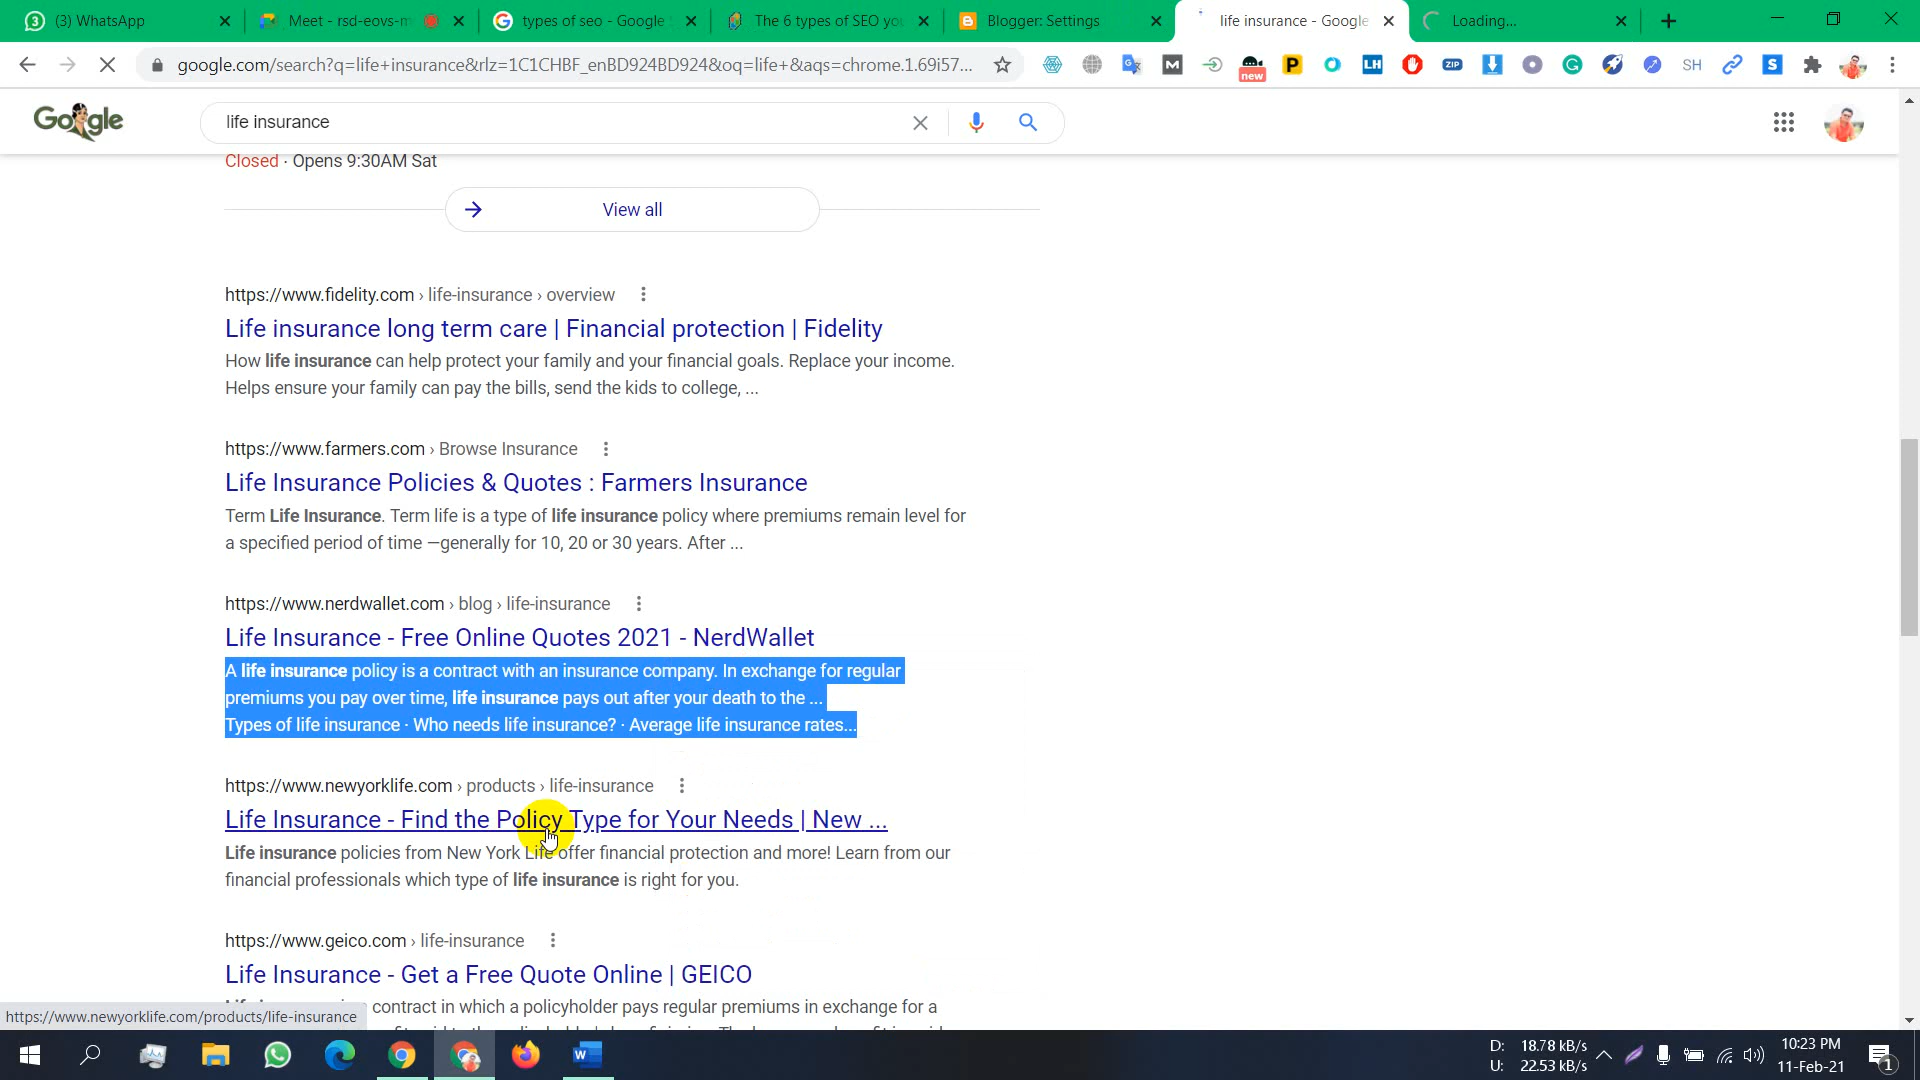 (3) WhatsApp
Meet - rsd-eovs-m
types of seo - Google
The 6 types of SEO you
Blogger: Settings
life insurance - Google
Loading...
google.com/search?q=life+insurance&rlz=1C1CHBF_enBD924BD924&oq=life+&aqs=chrome.1.69i57...
new
LH
ZIP
SH
Google
life insurance
Closed · Opens 9:30AM Sat
View all
https://www.fidelity.com › life-insurance › overview
Life insurance long term care | Financial protection | Fidelity
How life insurance can help protect your family and your financial goals. Replace your income.
Helps ensure your family can pay the bills, send the kids to college, ...
https://www.farmers.com › Browse Insurance
Life Insurance Policies & Quotes : Farmers Insurance
Term Life Insurance. Term life is a type of life insurance policy where premiums remain level for
a specified period of time —generally for 10, 20 or 30 years. After ...
https://www.nerdwallet.com › blog › life-insurance
Life Insurance - Free Online Quotes 2021 - NerdWallet
A life insurance policy is a contract with an insurance company. In exchange for regular
premiums you pay over time, life insurance pays out after your death to the ...
Types of life insurance · Who needs life insurance? · Average life insurance rates...
https://www.newyorklife.com › products › life-insurance
Life Insurance - Find the Policy Type for Your Needs | New ...
Life insurance policies from New York Life offer financial protection and more! Learn from our
financial professionals which type of life insurance is right for you.
https://www.geico.com › life-insurance
Life Insurance - Get a Free Quote Online | GEICO
contract in which a policyholder pays regular premiums in exchange for a
https://www.newyorklife.com/products/life-insurance
D: 18.78 kB/s
U: 22.53 kB/s
10:23 PM
11-Feb-21
1